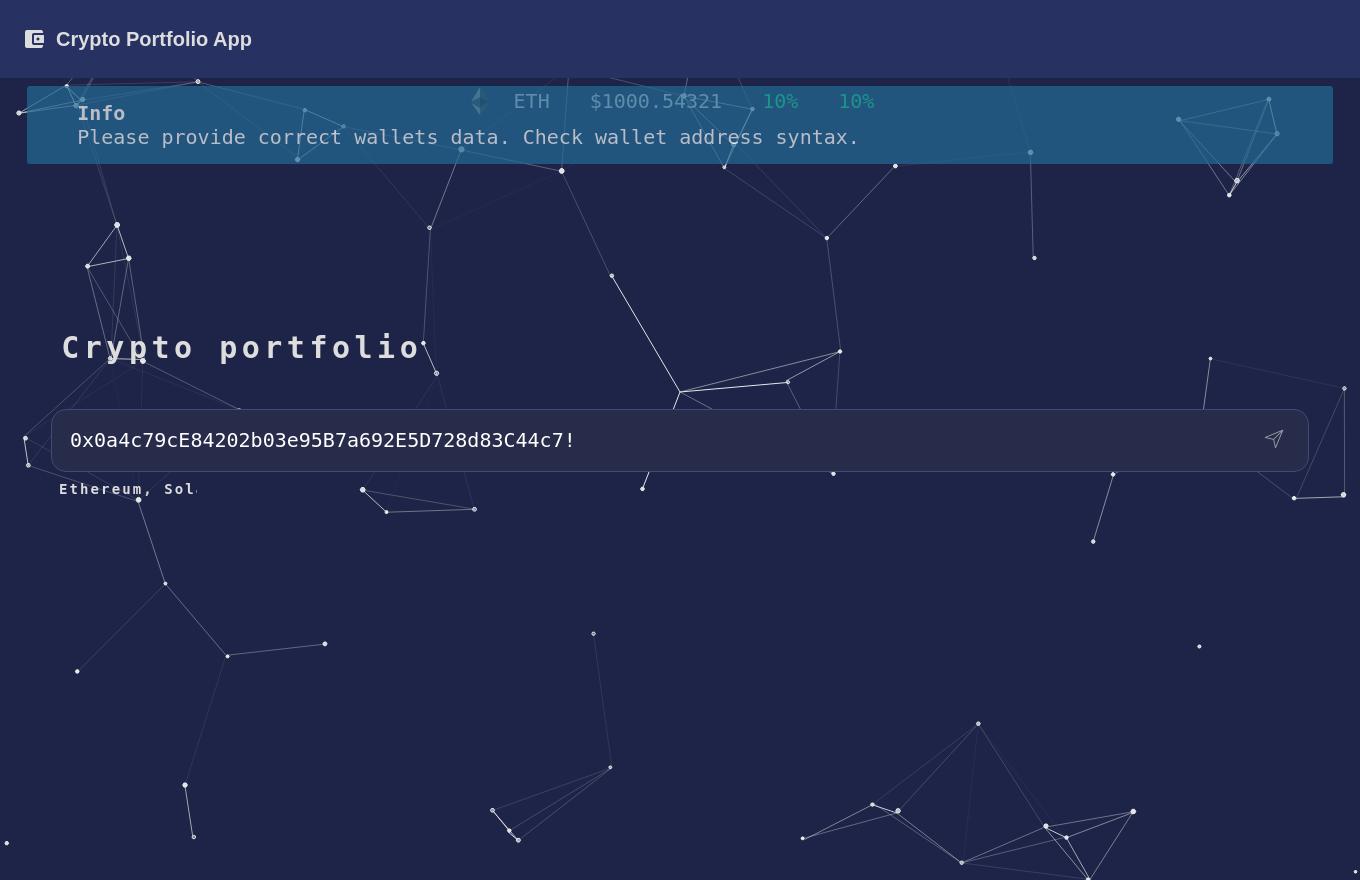 Crypto Portfolio App
ETH $1000.54321 10% 10%
Info
Please provide correct wallets data. Check wallet address syntax.
Crypto portfolio
0x0a4c79cE84202b03e95B7a692E5D728d83C44c7!
Ethereum, Sol